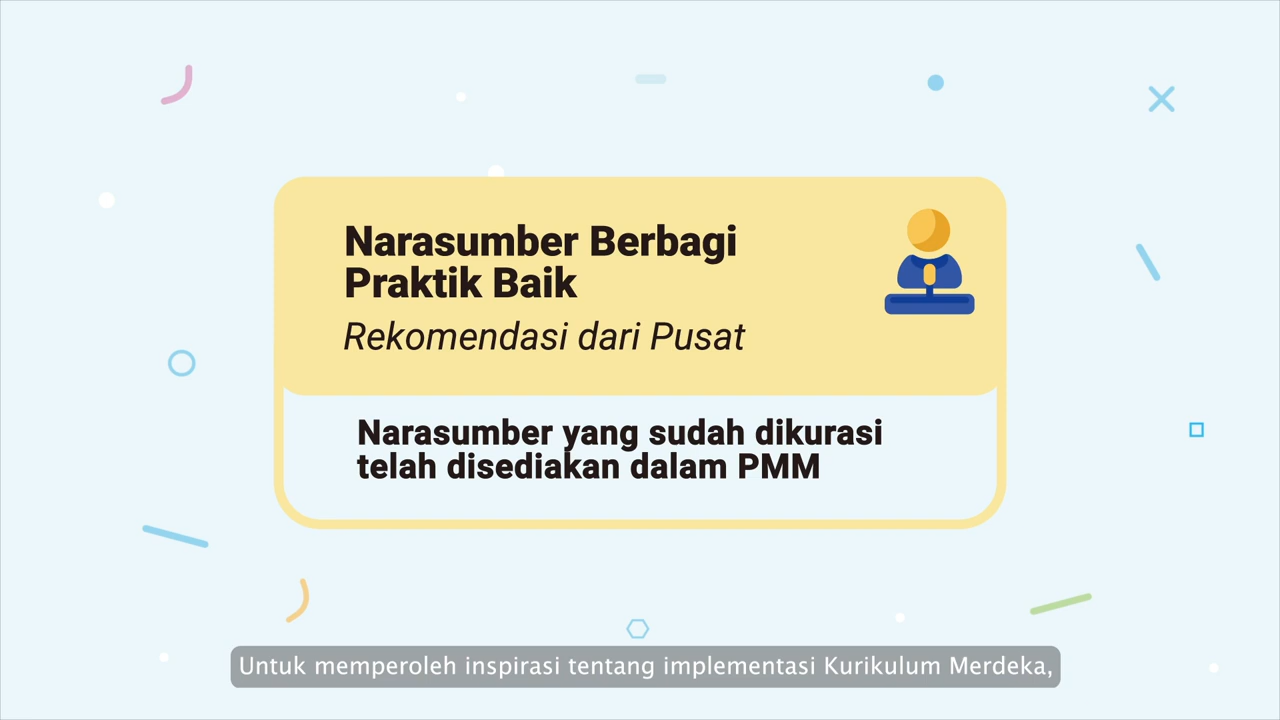 Narasumber Berbagi
Praktik Baik
Rekomendasi dari Pusat
Narasumber yang sudah dikurasi
telah disediakan dalam PMM
Untuk memperoleh inspirasi tentang implementasi Kurikulum Merdeka,